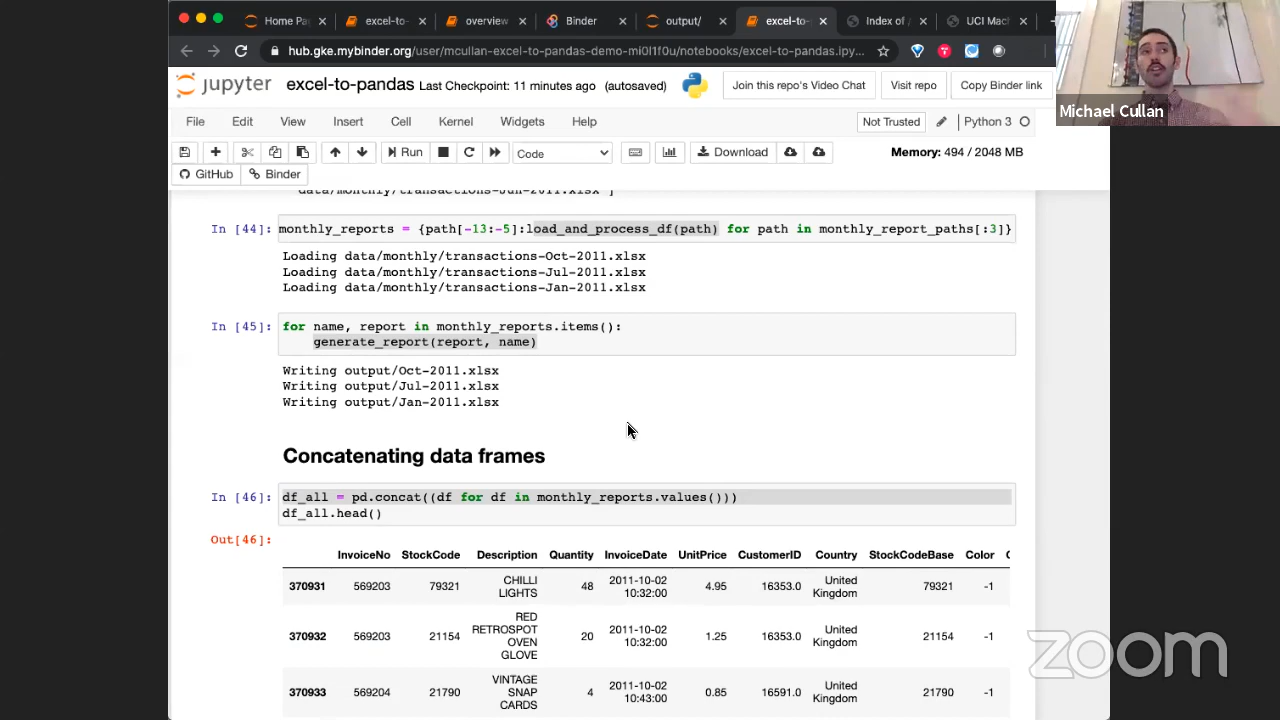 Home Pa
excel-to-
overview
Binder
output/
excel-to-
Index of /
UCI Mac
hub.gke.mybinder.org/user/mcullan-excel-to-pandas-demo-mi0l1f0u/notebooks/excel-to-pandas.ipy...
Michael Cullan
jupyter excel-to-pandas Last Checkpoint: 11 minutes ago (autosaved)
Join this repo's Video Chat
Visit repo
Copy Binder link
File Edit View Insert Cell Kernel Widgets Help
Not Trusted
Python 3
Run
Code
Download
Memory: 494 / 2048 MB
GitHub
Binder
data/monthly/transactions-Jun-2011.xlsx ]
In [44]: monthly_reports = {path[-13:-5]:load_and_process_df(path) for path in monthly_report_paths[:3]}
Loading data/monthly/transactions-Oct-2011.xlsx
Loading data/monthly/transactions-Jul-2011.xlsx
Loading data/monthly/transactions-Jan-2011.xlsx
In [45]: for name, report in monthly_reports.items():
generate_report(report, name)
Writing output/Oct-2011.xlsx
Writing output/Jul-2011.xlsx
Writing output/Jan-2011.xlsx
Concatenating data frames
In [46]: df_all = pd.concat((df for df in monthly_reports.values()))
df_all.head()
Out[46]:
InvoiceNo StockCode Description Quantity InvoiceDate UnitPrice CustomerID Country StockCodeBase Color
370931 569203 79321 CHILLI LIGHTS 48 2011-10-02 10:32:00 4.95 16353.0 United Kingdom 79321 -1
370932 569203 21154 RED RETROSPOT OVEN GLOVE 20 2011-10-02 10:32:00 1.25 16353.0 United Kingdom 21154 -1
370933 569204 21790 VINTAGE SNAP CARDS 4 2011-10-02 10:43:00 0.85 16591.0 United Kingdom 21790 -1
zoom